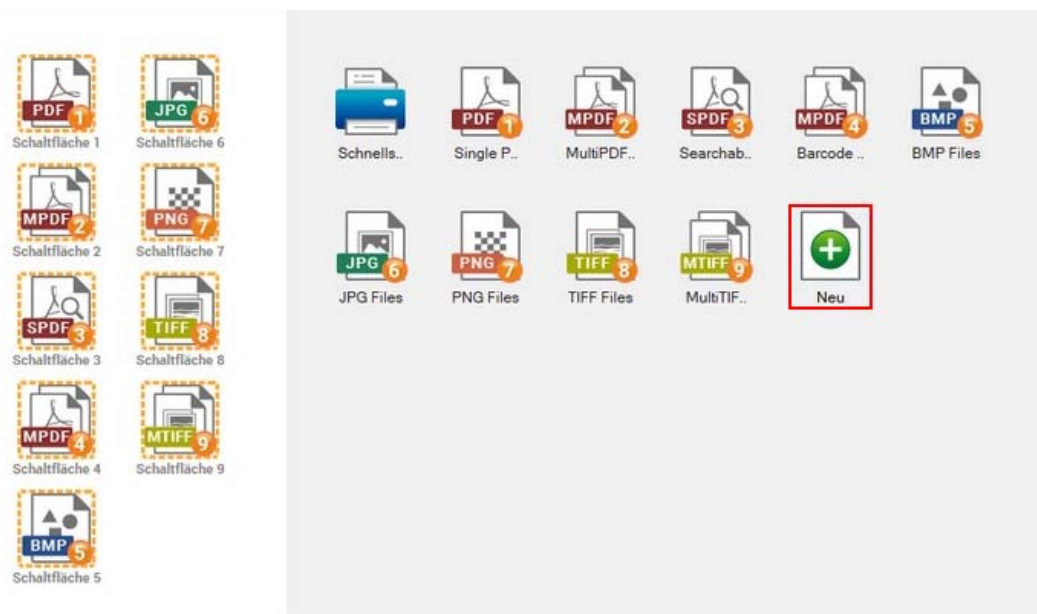 PDF 1
Schaltfläche 1
JPG 6
Schaltfläche 6
MPDF 2
Schaltfläche 2
PNG 7
Schaltfläche 7
SPDF 3
Schaltfläche 3
TIFF 8
Schaltfläche 8
MPDF 4
Schaltfläche 4
MTIFF 9
Schaltfläche 9
BMP 5
Schaltfläche 5
Schnells..
PDF 1
Single P..
MPDF 2
MultiPDF..
SPDF 3
Searchab..
MPDF 4
Barcode ..
BMP 5
BMP Files
JPG 6
JPG Files
PNG 7
PNG Files
TIFF 8
TIFF Files
MTIFF 9
MultiTIF..
Neu